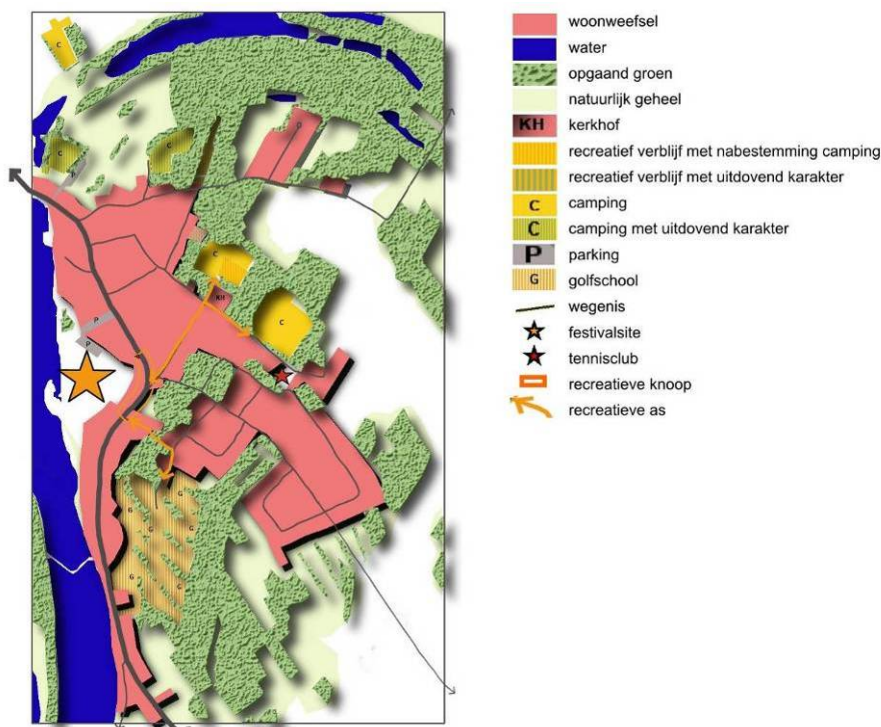 woonweefsel
water
opgaand groen
natuurlijk geheel
KH kerkhof
recreatief verblijf met nabestemming camping
recreatief verblijf met uitdovend karakter
C camping
C camping met uitdovend karakter
P parking
G golfschool
wegenis
festivalsite
tennisclub
recreatieve knoop
recreatieve as
C
C
C
P
C
KH
C
P
P
G
G
G
G
G
G
G